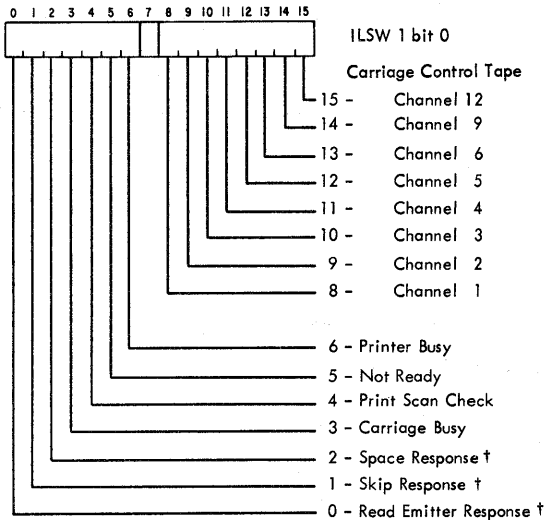 0 1 2 3 4 5 6 7 8 9 10 11 12 13 14 15
ILSW 1 bit 0
Carriage Control Tape
15 - Channel 12
14 - Channel 9
13 - Channel 6
12 - Channel 5
11 - Channel 4
10 - Channel 3
9 - Channel 2
8 - Channel 1
6 - Printer Busy
5 - Not Ready
4 - Print Scan Check
3 - Carriage Busy
2 - Space Response †
1 - Skip Response †
0 - Read Emitter Response †